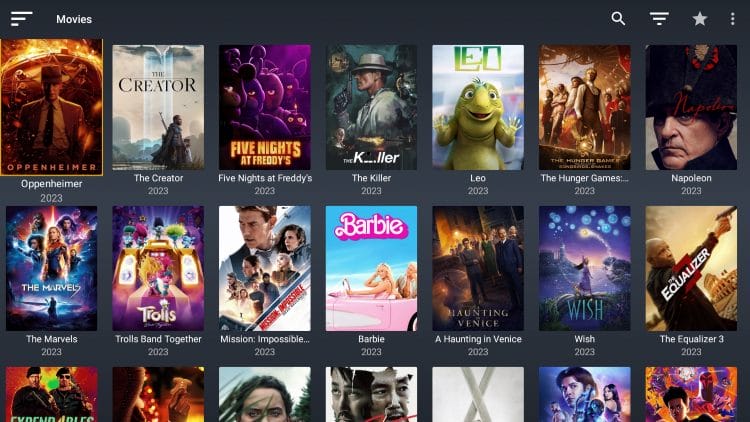 Movies
OPPENHEIMER
THE
CREATOR
FIVE NIGHTS
AT FREDDY'S
THE K...ller
LEO
THE HUNGER GAMES
Napoleon
Oppenheimer
The Creator
Five Nights at Freddy's
The Killer
Leo
The Hunger Games:...
Napoleon
2023
2023
2023
2023
2023
2023
2023
THE MARVELS
Trolls
MISSION: IMPOSSIBLE
Barbie
A
HAUNTING
IN
VENICE
WISH
THE
EQUALIZER
The Marvels
Trolls Band Together
Mission: Impossible...
Barbie
A Haunting in Venice
Wish
The Equalizer 3
2023
2023
2023
2023
2023
2023
2023
EXPEND4BLES